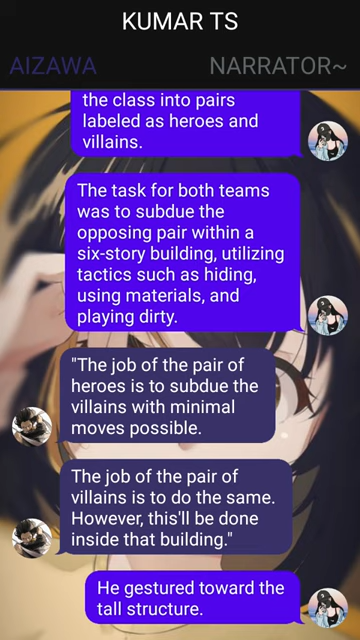 KUMAR TS
AIZAWA
NARRATOR~
the class into pairs
labeled as heroes and
villains.
The task for both teams
was to subdue the
opposing pair within a
six-story building, utilizing
tactics such as hiding,
using materials, and
playing dirty.
"The job of the pair of
heroes is to subdue the
villains with minimal
moves possible.
The job of the pair of
villains is to do the same.
However, this'll be done
inside that building."
He gestured toward the
tall structure.